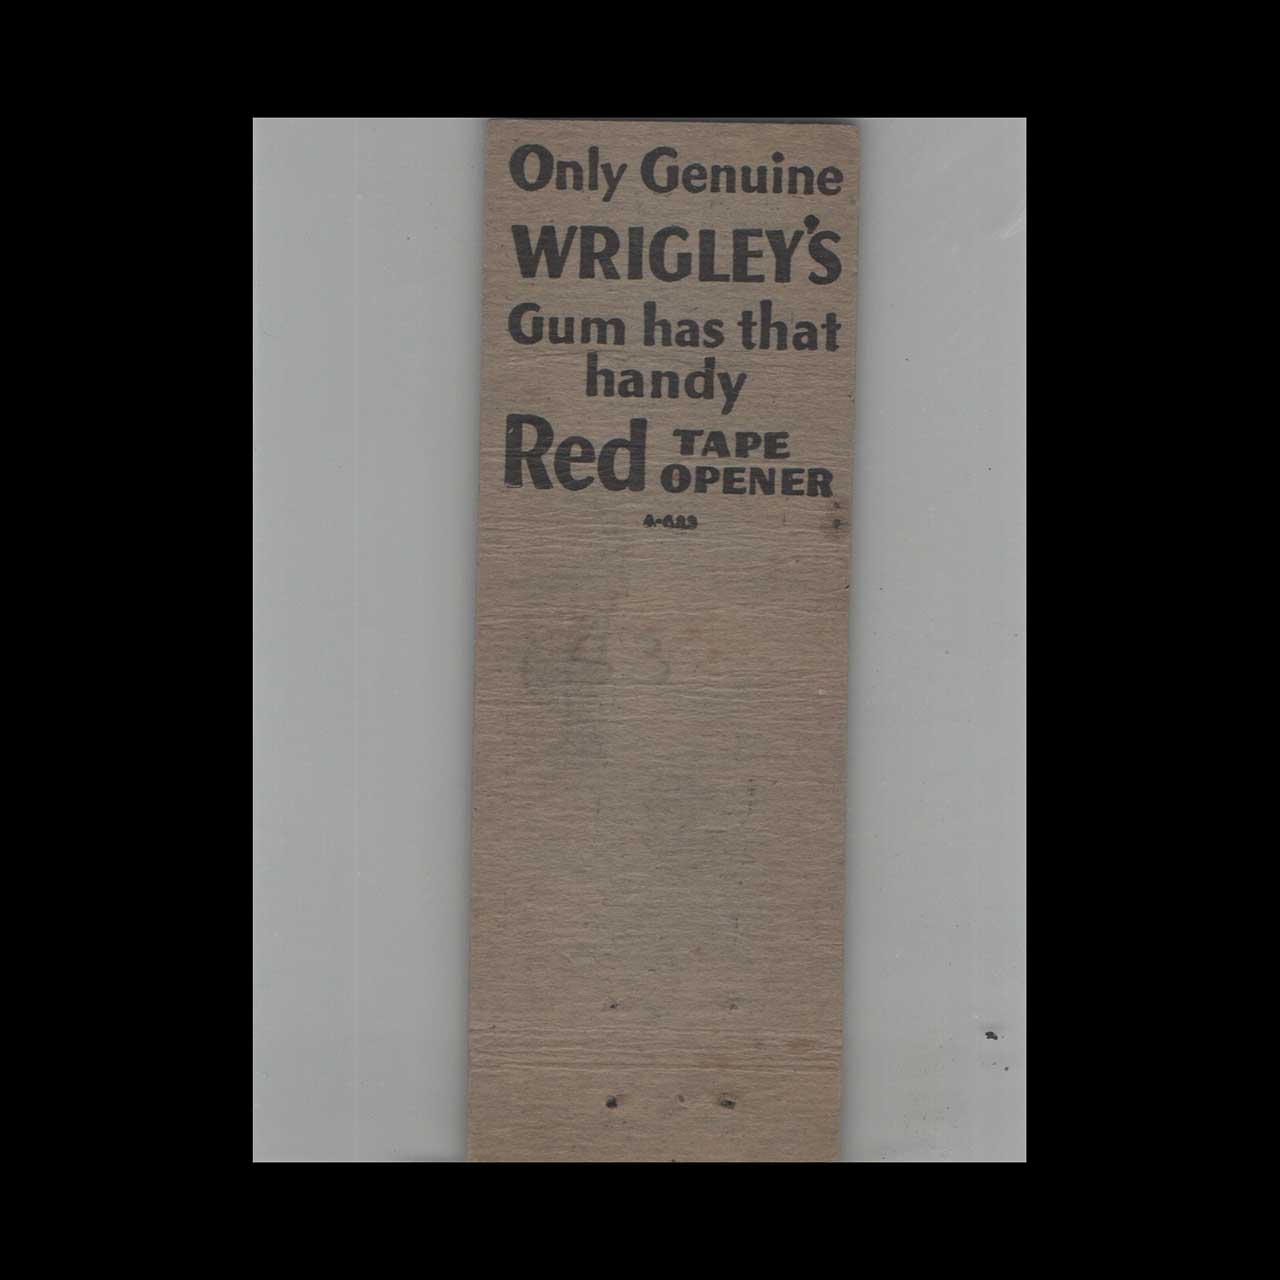 Only Genuine
WRIGLEY'S
Gum has that
handy
Red TAPE
OPENER